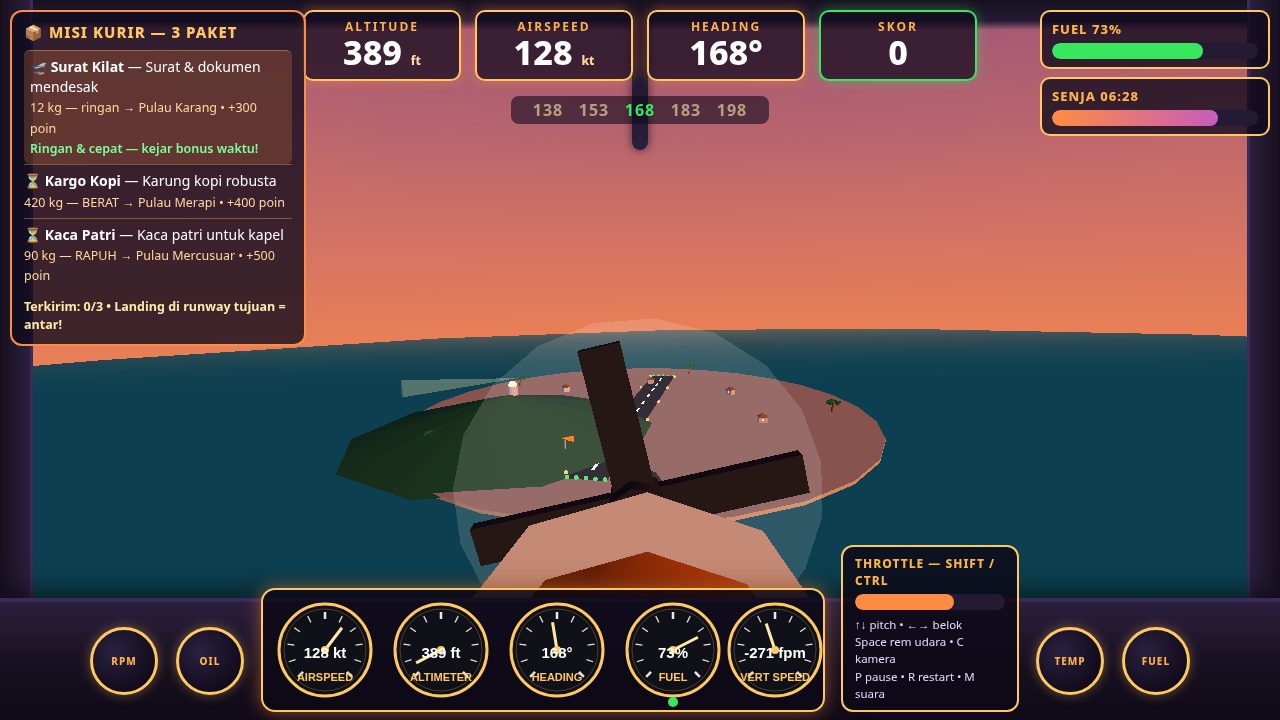 📦 MISI KURIR — 3 PAKET
🛩️ Surat Kilat — Surat & dokumen
mendesak
12 kg — ringan → Pulau Karang • +300
poin
Ringan & cepat — kejar bonus waktu!
⏳ Kargo Kopi — Karung kopi robusta
420 kg — BERAT → Pulau Merapi • +400 poin
⏳ Kaca Patri — Kaca patri untuk kapel
90 kg — RAPUH → Pulau Mercusuar • +500
poin
Terkirim: 0/3 • Landing di runway tujuan =
antar!
ALTITUDE
389 ft
AIRSPEED
128 kt
HEADING
168°
SKOR
0
138 153 168 183 198
FUEL 73%
SENJA 06:28
RPM
OIL
128 kt
AIRSPEED
389 ft
ALTIMETER
168°
HEADING
73%
FUEL
-271 fpm
VERT SPEED
THROTTLE — SHIFT /
CTRL
↑↓ pitch • ←→ belok
Space rem udara • C
kamera
P pause • R restart • M
suara
TEMP
FUEL